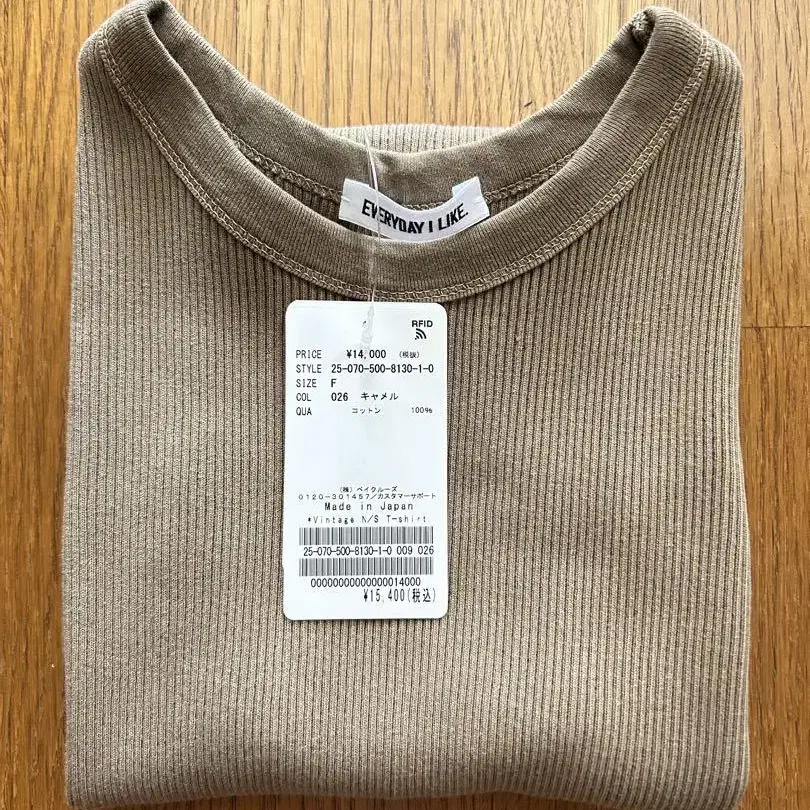 EVERYDAY I LIKE.
RFID
PRICE ¥14,000 (税抜)
STYLE 25-070-500-8130-1-0
SIZE F
COL 026 キャメル
QUA コットン 100%
(株) ベイクルーズ
0120-301457/カスタマーサポート
Made in Japan
*Vintage N/S T-shirt
25-070-500-8130-1-0 009 026
00000000000000014000
¥15,400(税込)